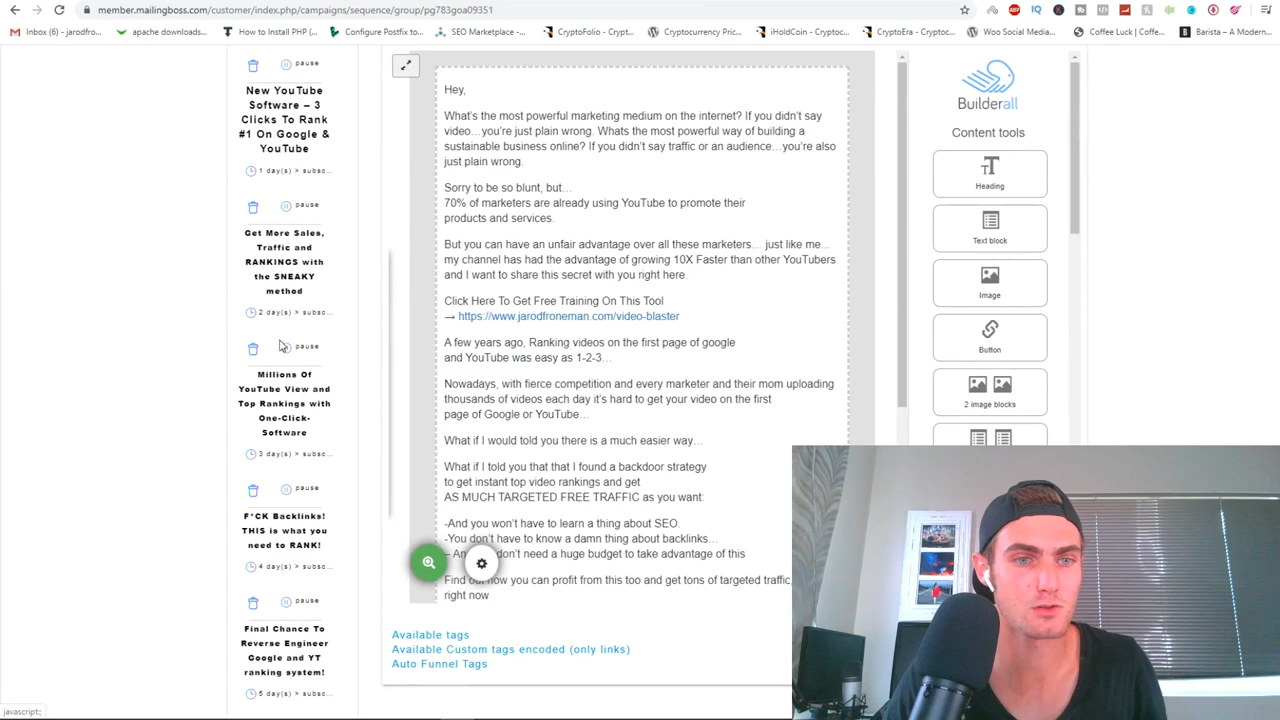 member.mailingboss.com/customer/index.php/campaigns/sequence/group/pg783goa09351
ABP
IQ
Inbox (6) - jarodfro...
apache downloads...
How to Install PHP (...
Configure Postfix to...
SEO Marketplace -...
CryptoFolio - Crypt...
Cryptocurrency Pric...
iHoldCoin - Cryptoc...
CryptoEra - Cryptoc...
Woo Social Media...
Coffee Luck | Coffe...
Barista – A Modern...
pause
New YouTube
Software – 3
Clicks To Rank
#1 On Google &
YouTube
1 day(s) > subsc...
pause
Get More Sales,
Traffic and
RANKINGS with
the SNEAKY
method
2 day(s) > subsc...
pause
Millions Of
YouTube View and
Top Rankings with
One-Click-
Software
3 day(s) > subsc...
pause
F*CK Backlinks!
THIS is what you
need to RANK!
4 day(s) > subsc...
pause
Final Chance To
Reverse Engineer
Google and YT
ranking system!
5 day(s) > subsc...
Hey,
What's the most powerful marketing medium on the internet? If you didn't say
video…you're just plain wrong. Whats the most powerful way of building a
sustainable business online? If you didn't say traffic or an audience…you're also
just plain wrong.
Sorry to be so blunt, but…
70% of marketers are already using YouTube to promote their
products and services.
But you can have an unfair advantage over all these marketers… just like me...
my channel has had the advantage of growing 10X Faster than other YouTubers
and I want to share this secret with you right here.
Click Here To Get Free Training On This Tool
→ https://www.jarodfroneman.com/video-blaster
A few years ago, Ranking videos on the first page of google
and YouTube was easy as 1-2-3…
Nowadays, with fierce competition and every marketer and their mom uploading
thousands of videos each day it's hard to get your video on the first
page of Google or YouTube…
What if I would told you there is a much easier way…
What if I told you that that I found a backdoor strategy
to get instant top video rankings and get
AS MUCH TARGETED FREE TRAFFIC as you want:
-And you won't have to learn a thing about SEO.
don't have to know a damn thing about backlinks…
don't need a huge budget to take advantage of this
how you can profit from this too and get tons of targeted traffic,
right now
Available tags
Available Custom tags encoded (only links)
Auto Funnel Tags
Builderall
Content tools
TT
Heading
Text block
Image
Button
2 image blocks
javascript:;